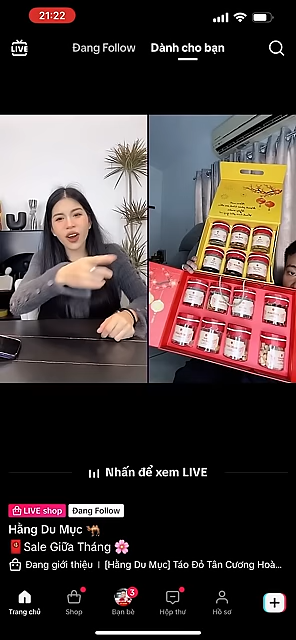 21:22
LIVE
Đang Follow
Dành cho bạn
Nhấn để xem LIVE
LIVE shop
Đang Follow
Hằng Du Mục 🐫
🧧Sale Giữa Tháng 🌸
Đang giới thiệu | [Hằng Du Mục] Táo Đỏ Tân Cương Hoà...
Trang chủ
Shop
3
Bạn bè
Hộp thư
Hồ sơ